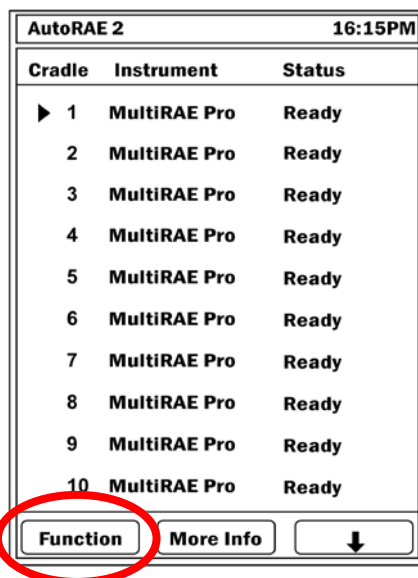 AutoRAE 2 16:15PM
Cradle Instrument Status
1 MultiRAE Pro Ready
2 MultiRAE Pro Ready
3 MultiRAE Pro Ready
4 MultiRAE Pro Ready
5 MultiRAE Pro Ready
6 MultiRAE Pro Ready
7 MultiRAE Pro Ready
8 MultiRAE Pro Ready
9 MultiRAE Pro Ready
10 MultiRAE Pro Ready
Function More Info